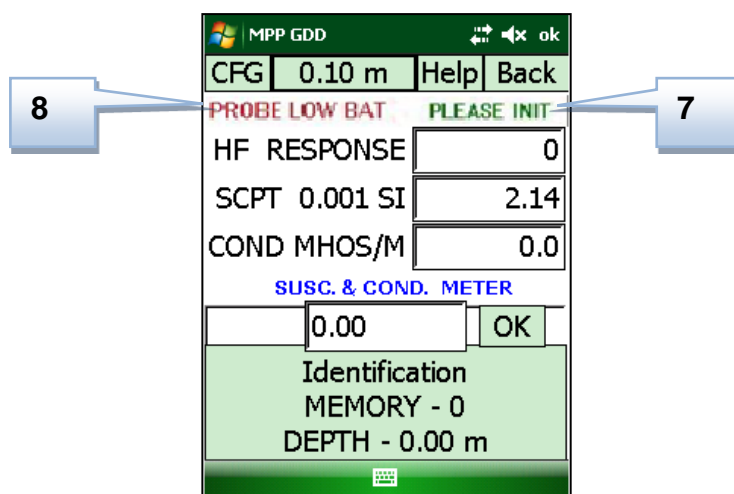 MPP GDD ok
CFG 0.10 m Help Back
8 PROBE LOW BAT PLEASE INIT 7
HF RESPONSE 0
SCPT 0.001 SI 2.14
COND MHOS/M 0.0
SUSC. & COND. METER
0.00 OK
Identification
MEMORY - 0
DEPTH - 0.00 m